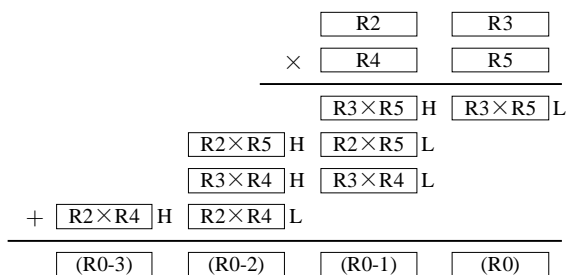 R2 R3
× R4 R5
R3×R5 H R3×R5 L
R2×R5 H R2×R5 L
R3×R4 H R3×R4 L
+ R2×R4 H R2×R4 L
(R0-3) (R0-2) (R0-1) (R0)